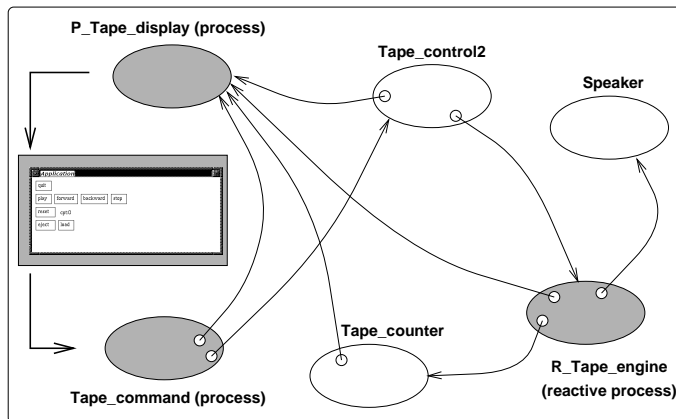 P_Tape_display (process)
Tape_control2
Speaker
Application
quit
play forward backward stop
reset cpt:0
eject load
Tape_counter
R_Tape_engine
(reactive process)
Tape_command (process)